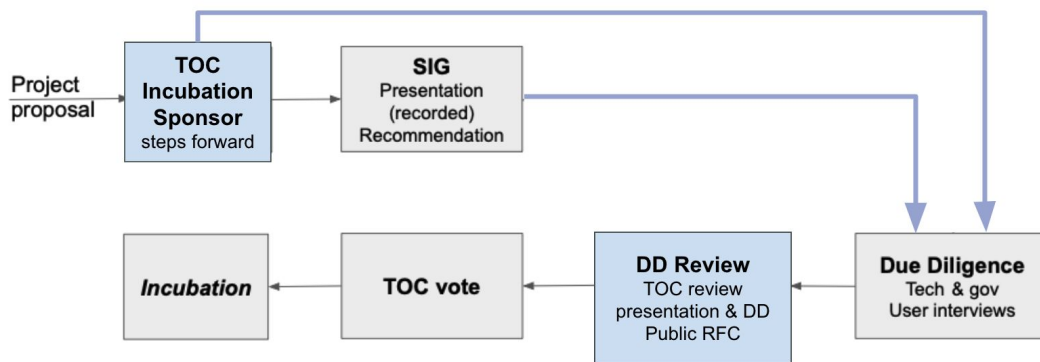 Project
proposal
TOC
Incubation
Sponsor
steps forward
SIG
Presentation
(recorded)
Recommendation
Due Diligence
Tech & gov
User interviews
DD Review
TOC review
presentation & DD
Public RFC
TOC vote
Incubation